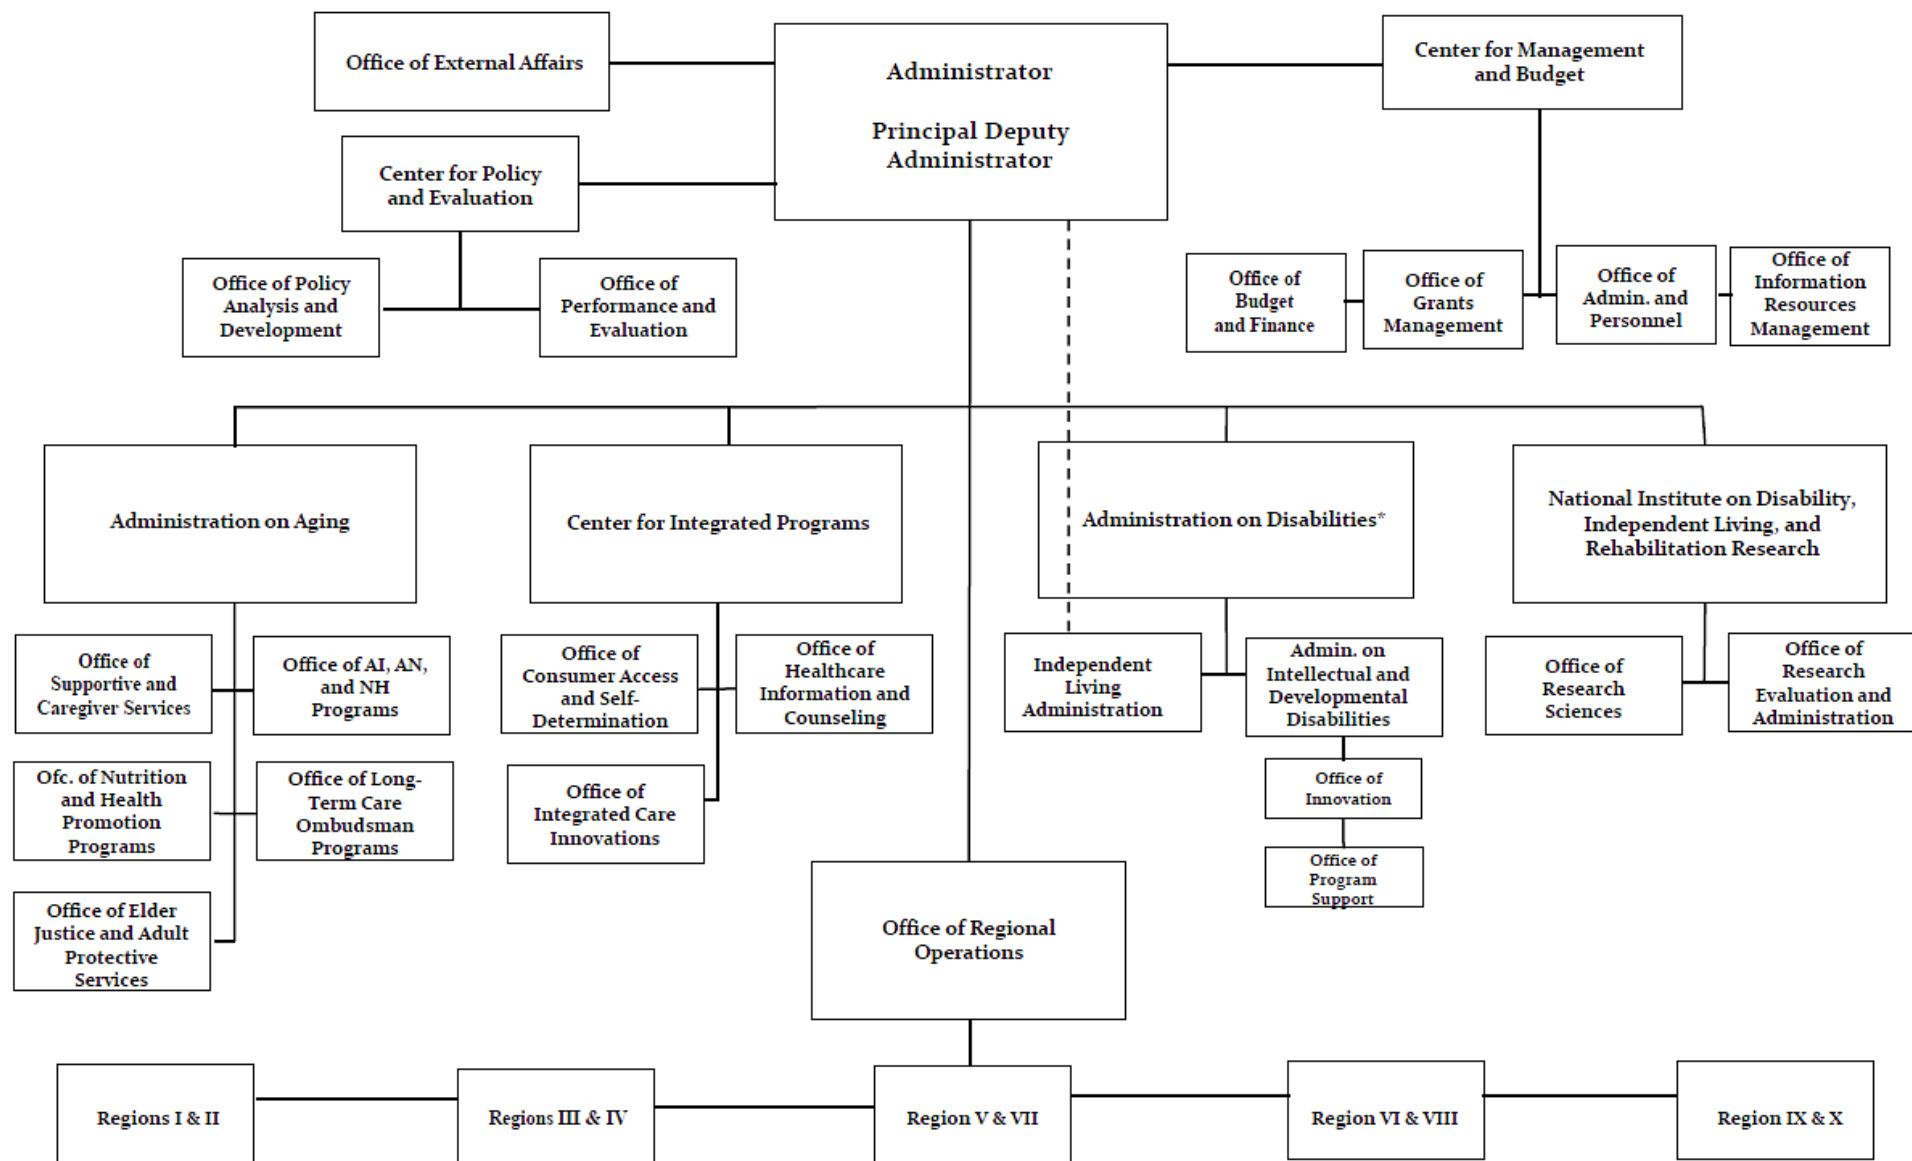 Office of External Affairs
Administrator
Principal Deputy
Administrator
Center for Management
and Budget
Center for Policy
and Evaluation
Office of Policy
Analysis and
Development
Office of
Performance and
Evaluation
Office of
Budget
and Finance
Office of
Grants
Management
Office of
Admin. and
Personnel
Office of
Information
Resources
Management
Administration on Aging
Center for Integrated Programs
Administration on Disabilities*
National Institute on Disability,
Independent Living, and
Rehabilitation Research
Office of
Supportive and
Caregiver Services
Office of AI, AN,
and NH
Programs
Office of
Consumer Access
and Self-
Determination
Office of
Healthcare
Information and
Counseling
Independent
Living
Administration
Admin. on
Intellectual and
Developmental
Disabilities
Office of
Research
Sciences
Office of
Research
Evaluation and
Administration
Ofc. of Nutrition
and Health
Promotion
Programs
Office of Long-
Term Care
Ombudsman
Programs
Office of
Integrated Care
Innovations
Office of
Innovation
Office of
Program
Support
Office of Elder
Justice and Adult
Protective
Services
Office of Regional
Operations
Regions I & II
Regions III & IV
Region V & VII
Region VI & VIII
Region IX & X